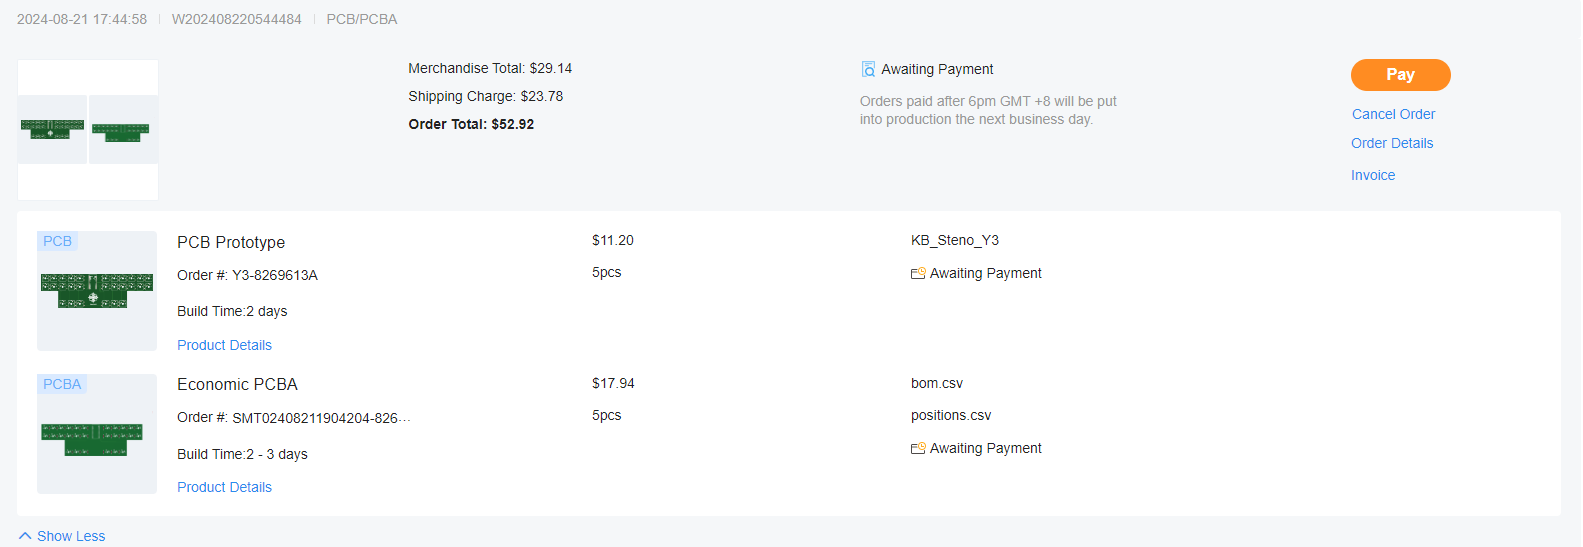 2024-08-21 17:44:58 | W202408220544484 | PCB/PCBA
Merchandise Total: $29.14
Shipping Charge: $23.78
Order Total: $52.92
Awaiting Payment
Orders paid after 6pm GMT +8 will be put
into production the next business day.
Pay
Cancel Order
Order Details
Invoice
PCB
PCB Prototype
Order #: Y3-8269613A
Build Time:2 days
Product Details
$11.20
5pcs
KB_Steno_Y3
Awaiting Payment
PCBA
Economic PCBA
Order #: SMT02408211904204-826...
Build Time:2 - 3 days
Product Details
$17.94
5pcs
bom.csv
positions.csv
Awaiting Payment
Show Less